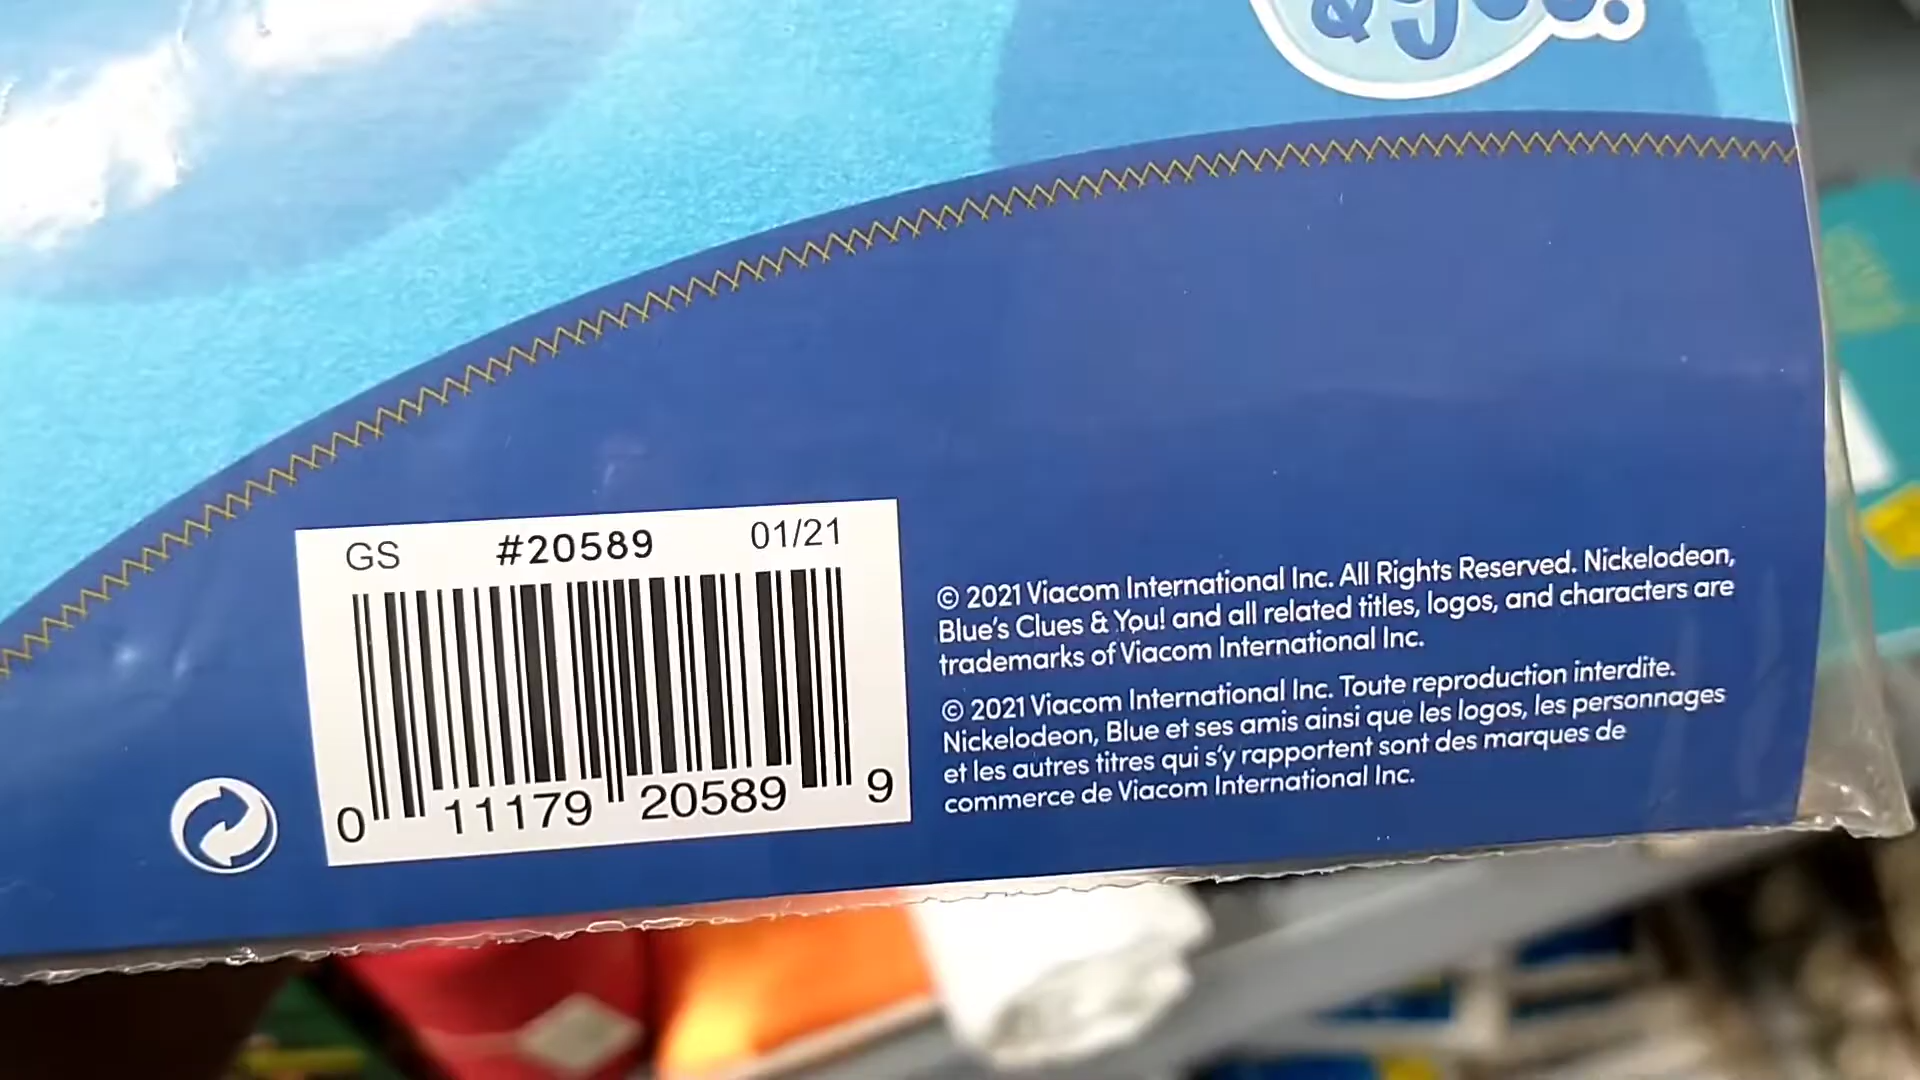 & You!
GS #20589 01/21
0 11179 20589 9
© 2021 Viacom International Inc. All Rights Reserved. Nickelodeon,
Blue's Clues & You! and all related titles, logos, and characters are
trademarks of Viacom International Inc.
© 2021 Viacom International Inc. Toute reproduction interdite.
Nickelodeon, Blue et ses amis ainsi que les logos, les personnages
et les autres titres qui s'y rapportent sont des marques de
commerce de Viacom International Inc.